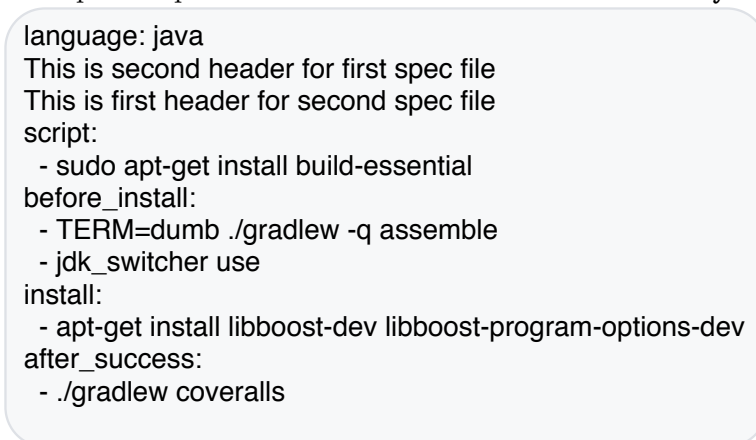 language: java
This is second header for first spec file
This is first header for second spec file
script:
- sudo apt-get install build-essential
before_install:
- TERM=dumb ./gradlew -q assemble
- jdk_switcher use
install:
- apt-get install libboost-dev libboost-program-options-dev
after_success:
- ./gradlew coveralls